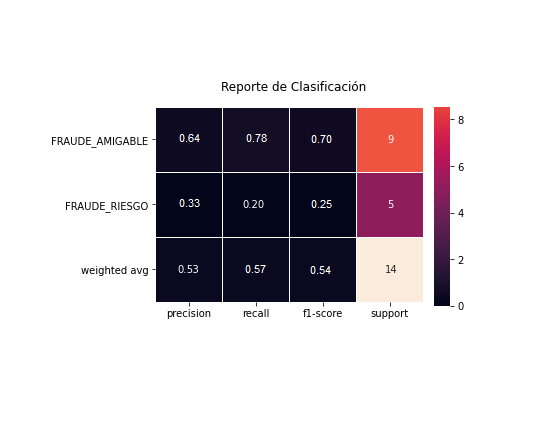 Reporte de Clasificación
FRAUDE_AMIGABLE 0.64 0.78 0.70 9
FRAUDE_RIESGO 0.33 0.20 0.25 5
weighted avg 0.53 0.57 0.54 14
precision recall f1-score support
8
6
4
2
0